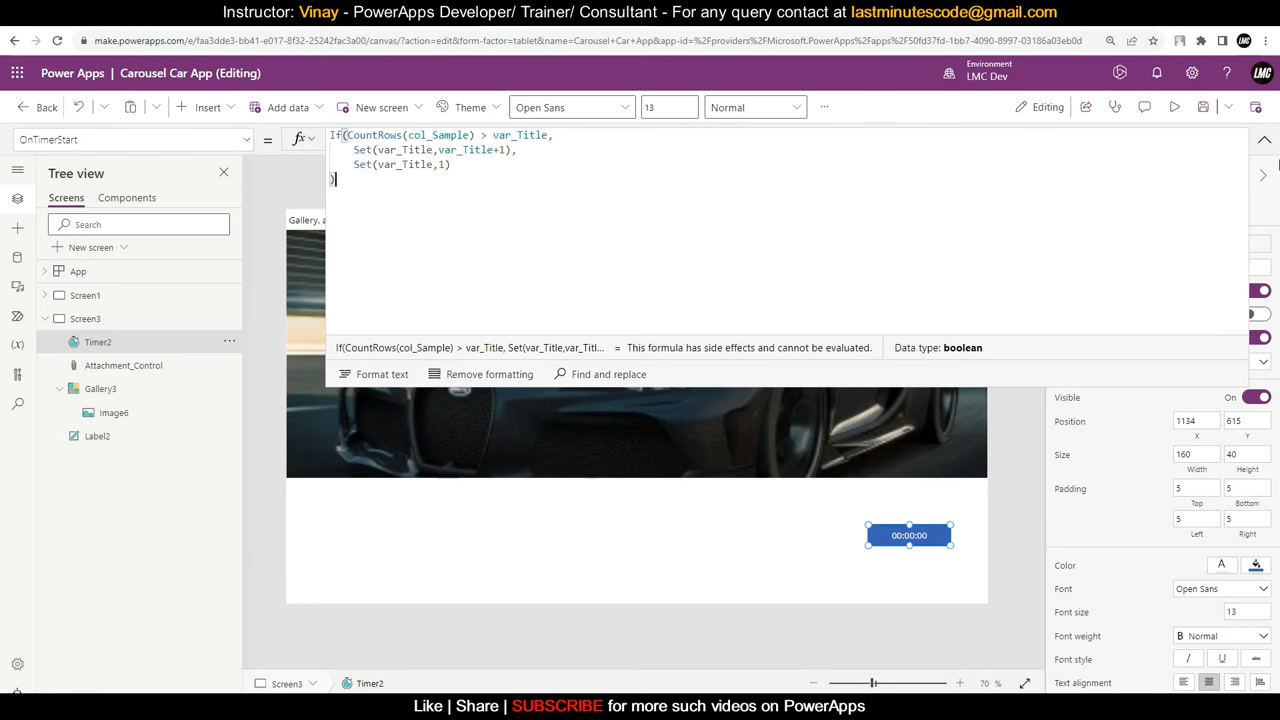 Instructor: Vinay - PowerApps Developer/ Trainer/ Consultant - For any query contact at lastminutescode@gmail.com
make.powerapps.com/e/faa3dde3-bb41-e017-8f32-25242fac3a00/canvas/?action=edit&form-factor=tablet&name=Carousel+Car+App&app-id=%2Fproviders%2FMicrosoft.PowerApps%2Fapps%2F50fd37fd-1bb7-4090-8997-03186a03eb0d
LMC
Power Apps | Carousel Car App (Editing)
Environment
LMC Dev
LMC
Back
Insert
Add data
New screen
Theme
Open Sans
13
Normal
Editing
OnTimerStart
=
fx
If(CountRows(col_Sample) > var_Title,
Set(var_Title,var_Title+1),
Set(var_Title,1)
)
Tree view
Screens
Components
Search
New screen
App
Screen1
Screen3
Timer2
Attachment_Control
Gallery3
Image6
Label2
Gallery, a
If(CountRows(col_Sample) > var_Title, Set(var_Title,var_Titl... = This formula has side effects and cannot be evaluated.
Data type: boolean
Format text
Remove formatting
Find and replace
00:00:00
Visible
On
Position
1134
615
X
Y
Size
160
40
Width
Height
Padding
5
5
Top
Bottom
5
5
Left
Right
Color
A
Font
Open Sans
Font size
13
Font weight
B Normal
Font style
/
U
abc
Text alignment
Screen3
Timer2
70 %
Like | Share | SUBSCRIBE for more such videos on PowerApps